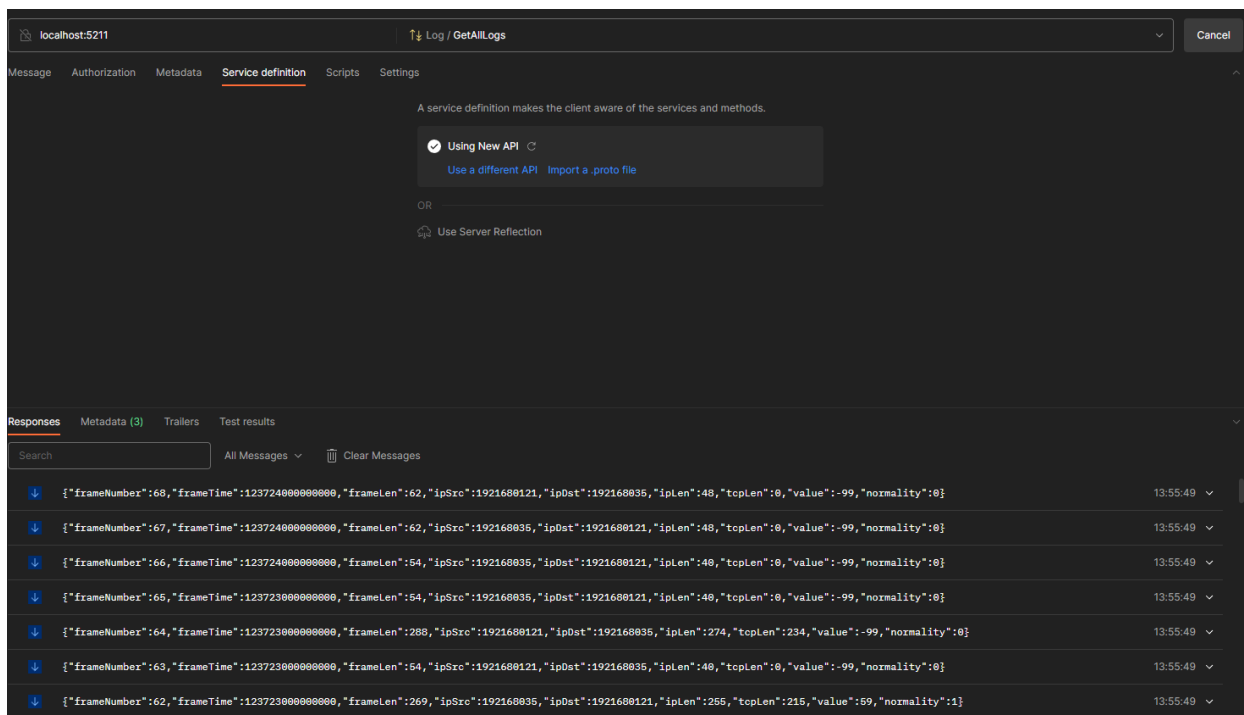 localhost:5211 Log / GetAllLogs Cancel
Message Authorization Metadata Service definition Scripts Settings
A service definition makes the client aware of the services and methods.
Using New API
Use a different API Import a .proto file
OR
Use Server Reflection
Responses Metadata (3) Trailers Test results
Search All Messages Clear Messages
{"frameNumber":68,"frameTime":123724000000000,"frameLen":62,"ipSrc":1921680121,"ipDst":192168035,"ipLen":48,"tcpLen":0,"value":-99,"normality":0} 13:55:49
{"frameNumber":67,"frameTime":123724000000000,"frameLen":62,"ipSrc":192168035,"ipDst":1921680121,"ipLen":48,"tcpLen":0,"value":-99,"normality":0} 13:55:49
{"frameNumber":66,"frameTime":123724000000000,"frameLen":54,"ipSrc":192168035,"ipDst":1921680121,"ipLen":40,"tcpLen":0,"value":-99,"normality":0} 13:55:49
{"frameNumber":65,"frameTime":123723000000000,"frameLen":54,"ipSrc":192168035,"ipDst":1921680121,"ipLen":40,"tcpLen":0,"value":-99,"normality":0} 13:55:49
{"frameNumber":64,"frameTime":123723000000000,"frameLen":288,"ipSrc":1921680121,"ipDst":192168035,"ipLen":274,"tcpLen":234,"value":-99,"normality":0} 13:55:49
{"frameNumber":63,"frameTime":123723000000000,"frameLen":54,"ipSrc":1921680121,"ipDst":192168035,"ipLen":40,"tcpLen":0,"value":-99,"normality":0} 13:55:49
{"frameNumber":62,"frameTime":123723000000000,"frameLen":269,"ipSrc":192168035,"ipDst":1921680121,"ipLen":255,"tcpLen":215,"value":59,"normality":1} 13:55:49